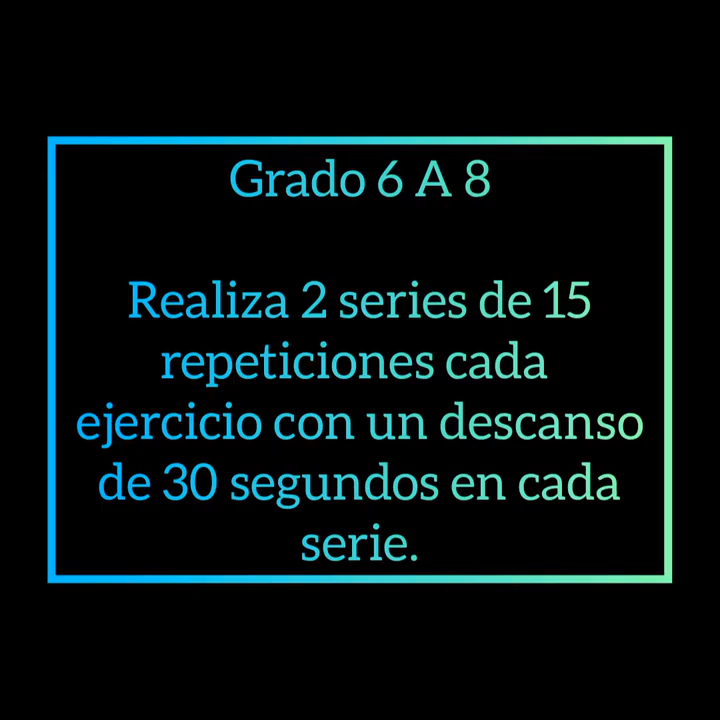 Grado 6 A 8
Realiza 2 series de 15
repeticiones cada
ejercicio con un descanso
de 30 segundos en cada
serie.